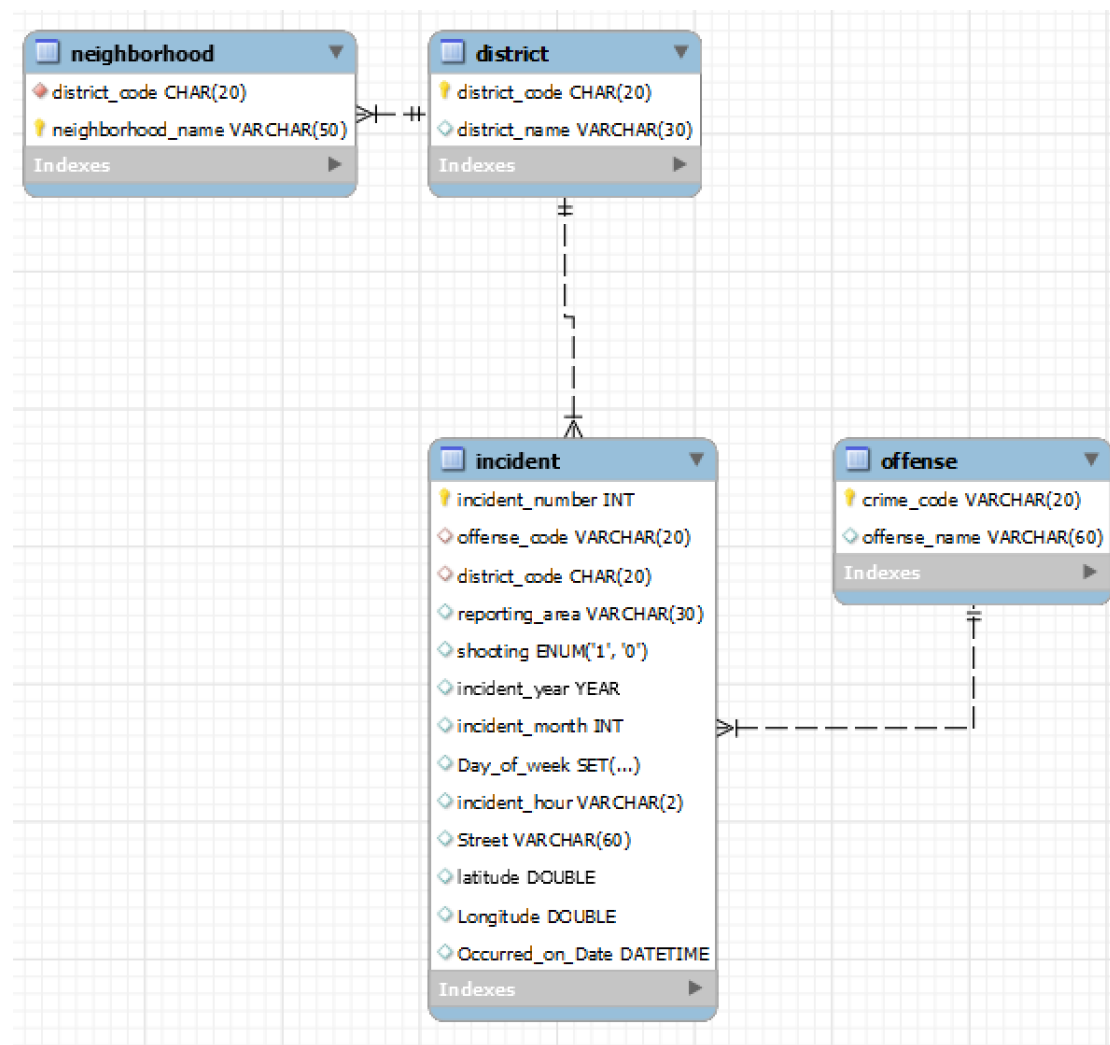 neighborhood
district_code CHAR(20)
neighborhood_name VARCHAR(50)
Indexes
district
district_code CHAR(20)
district_name VARCHAR(30)
Indexes
incident
incident_number INT
offense_code VARCHAR(20)
district_code CHAR(20)
reporting_area VARCHAR(30)
shooting ENUM('1', '0')
incident_year YEAR
incident_month INT
Day_of_week SET(...)
incident_hour VARCHAR(2)
Street VARCHAR(60)
latitude DOUBLE
Longitude DOUBLE
Occurred_on_Date DATETIME
Indexes
offense
crime_code VARCHAR(20)
offense_name VARCHAR(60)
Indexes